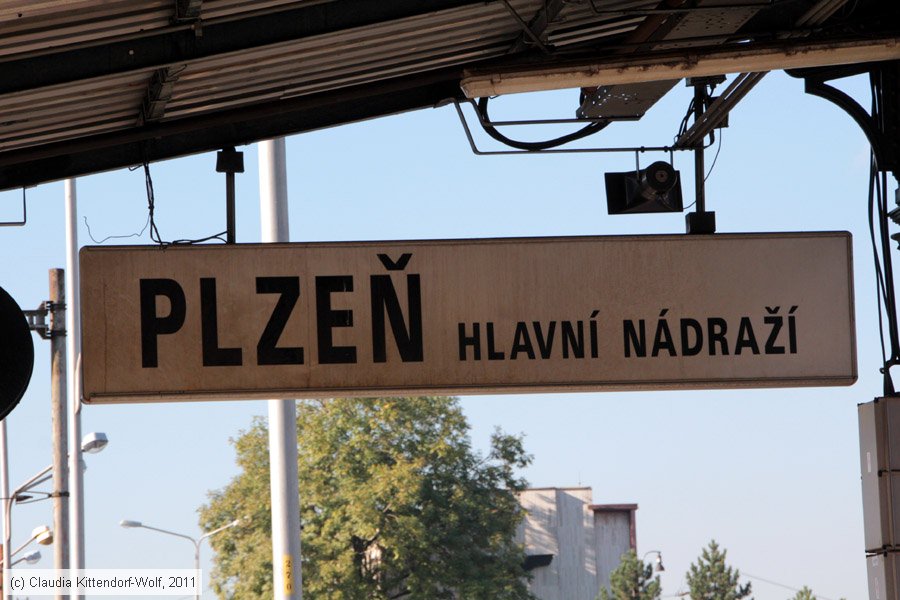 PLZEŇ HLAVNÍ NÁDRAŽÍ
(c) Claudia Kittendorf-Wolf, 2011